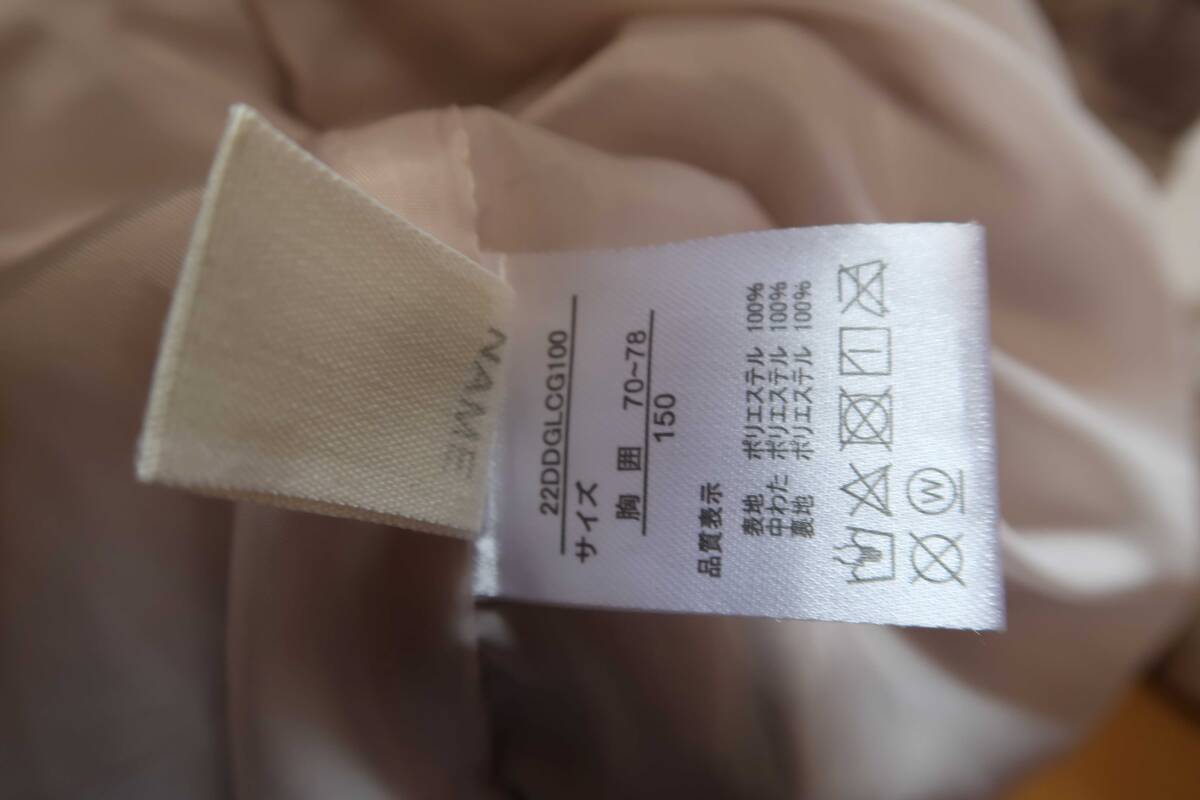 NAME
22DDGLCG100
サイズ
胸 囲 70~78
150
品質表示
表地 ポリエステル 100%
中わた ポリエステル 100%
裏地 ポリエステル 100%
W